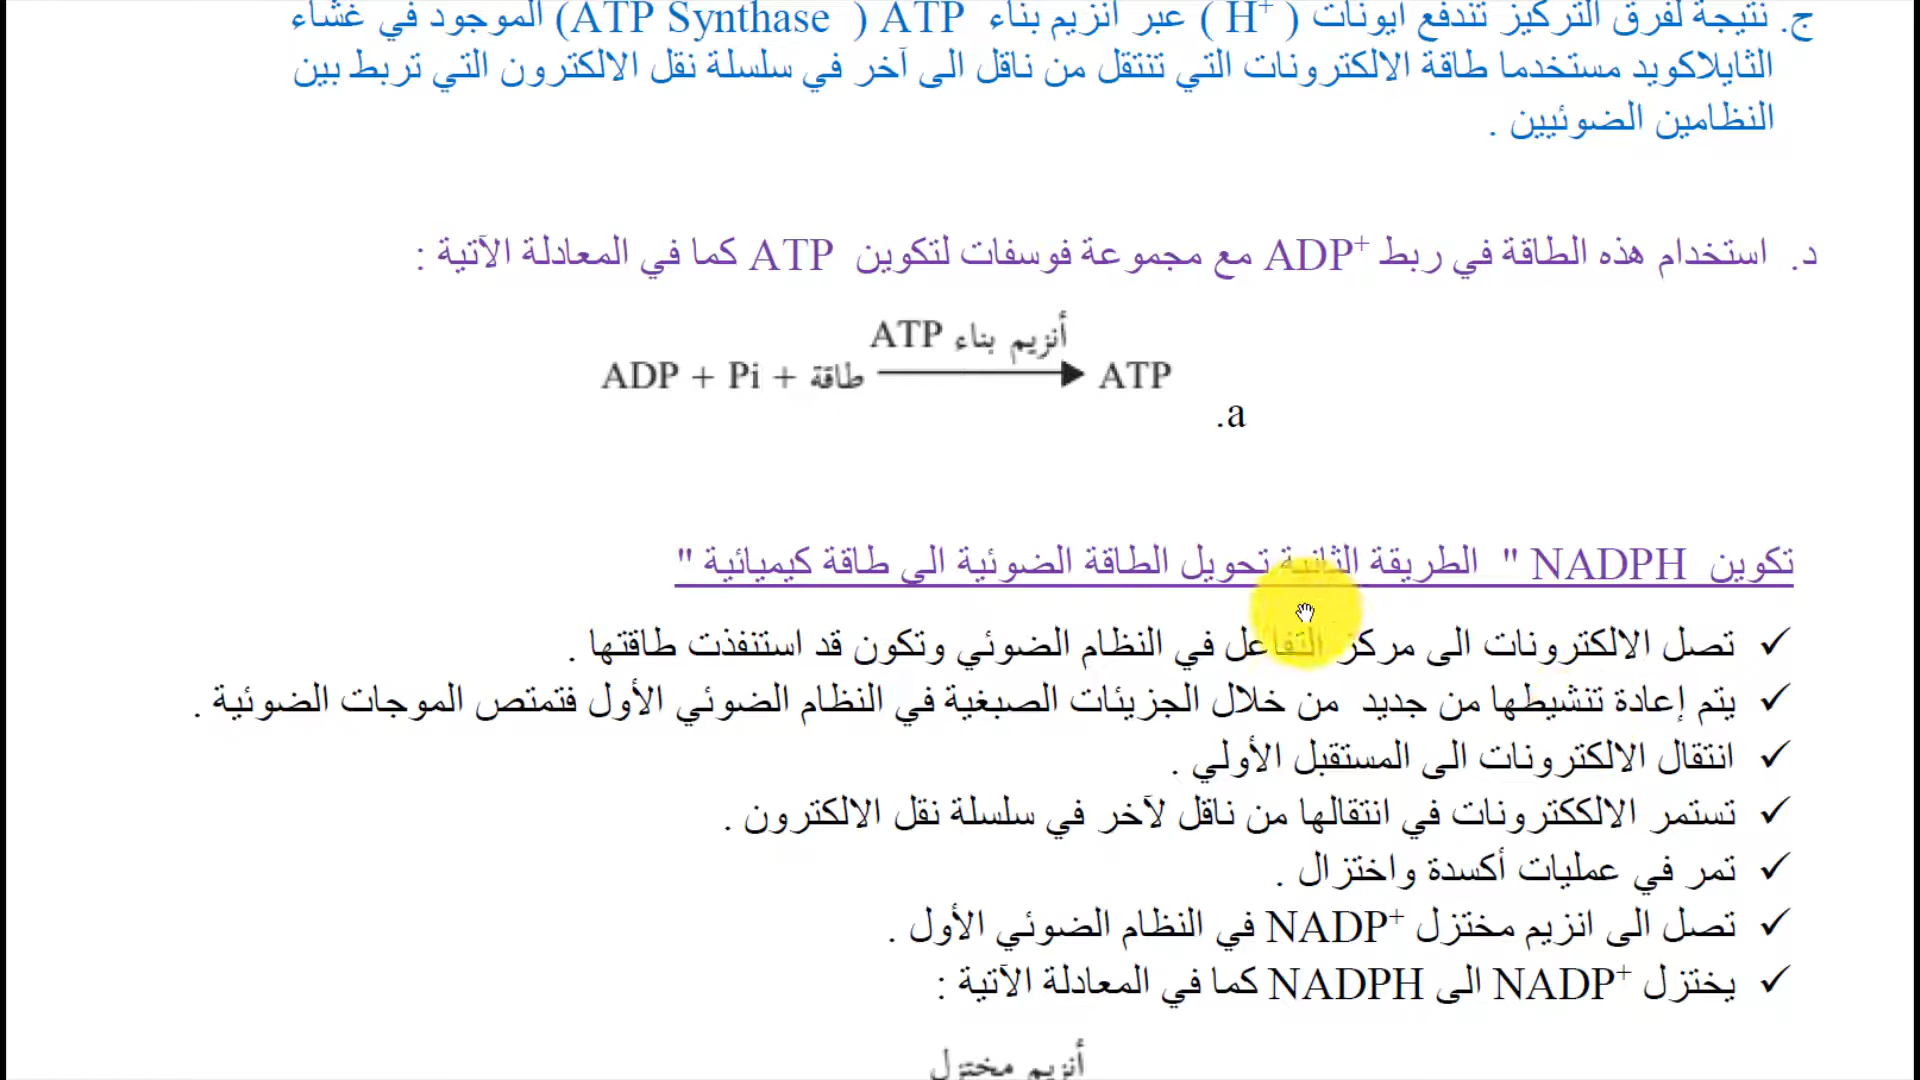 ج. نتيجة لفرق التركيز تندفع ايونات ( H⁺ ) عبر انزيم بناء ATP ( ATP Synthase) الموجود في غشاء
الثايلاكويد مستخدما طاقة الالكترونات التي تنتقل من ناقل الى آخر في سلسلة نقل الالكترون التي تربط بين
النظامين الضوئيين .
د. استخدام هذه الطاقة في ربط ADP⁺ مع مجموعة فوسفات لتكوين ATP كما في المعادلة الآتية :
أنزيم بناء ATP
ADP + Pi + طاقة ⟶ ATP
a.
تكوين NADPH " الطريقة الثانية تحويل الطاقة الضوئية الى طاقة كيميائية "
✓ تصل الالكترونات الى مركز التفاعل في النظام الضوئي وتكون قد استنفذت طاقتها .
✓ يتم إعادة تنشيطها من جديد من خلال الجزيئات الصبغية في النظام الضوئي الأول فتمتص الموجات الضوئية .
✓ انتقال الالكترونات الى المستقبل الأولي .
✓ تستمر الالككترونات في انتقالها من ناقل لآخر في سلسلة نقل الالكترون .
✓ تمر في عمليات أكسدة واختزال .
✓ تصل الى انزيم مختزل NADP⁺ في النظام الضوئي الأول .
✓ يختزل NADP⁺ الى NADPH كما في المعادلة الآتية :
أنزيم مختزل